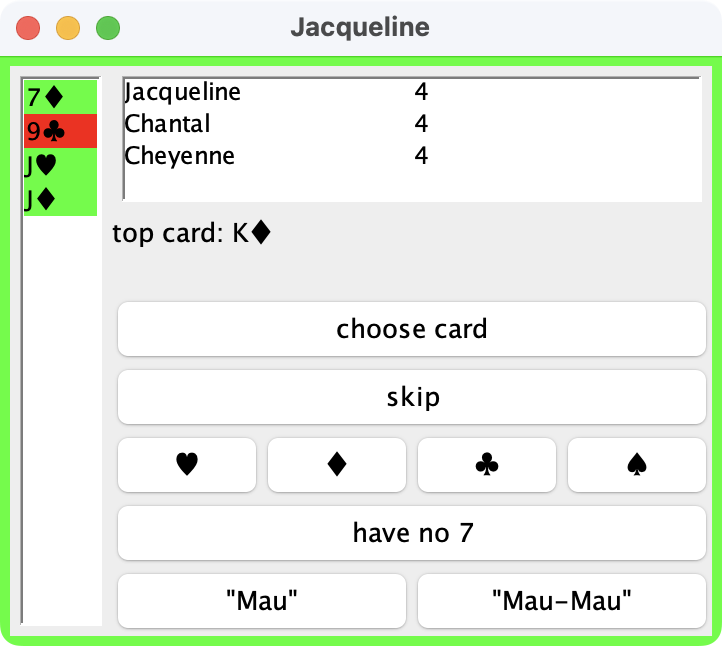 Jacqueline
7♦
9♣
J♥
J♦
Jacqueline 4
Chantal 4
Cheyenne 4
top card: K♦
choose card
skip
♥ ♦ ♣ ♠
have no 7
"Mau" "Mau-Mau"